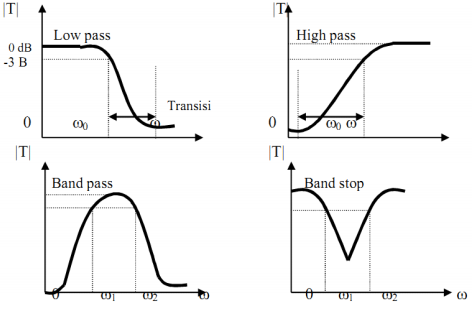 |T|
Low pass
0 dB
-3 B
Transisi
0
ω₀
ω
|T|
High pass
0
ω₀ ω
|T|
Band pass
0
ω₁
ω₂
ω
|T|
Band stop
0
ω₁
ω₂